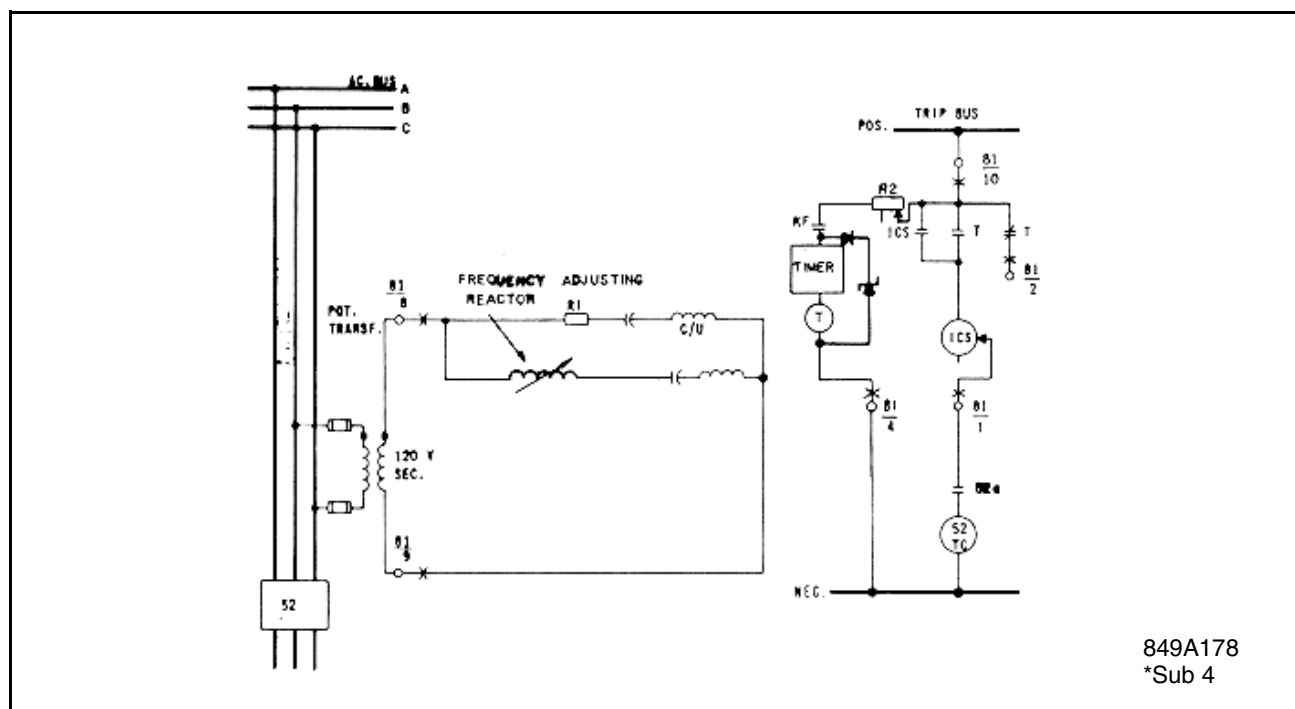 AC. BUS A
B
C
TRIP BUS
POS.
81
10
R2
KF
ICS
T
T
81
2
TIMER
T
ICS
FREQUENCY ADJUSTING
REACTOR
81
8
POT.
TRANSF.
R1
C/U
81
4
81
1
120 V
SEC.
52
TC
81
9
52
NEG.
849A178
*Sub 4